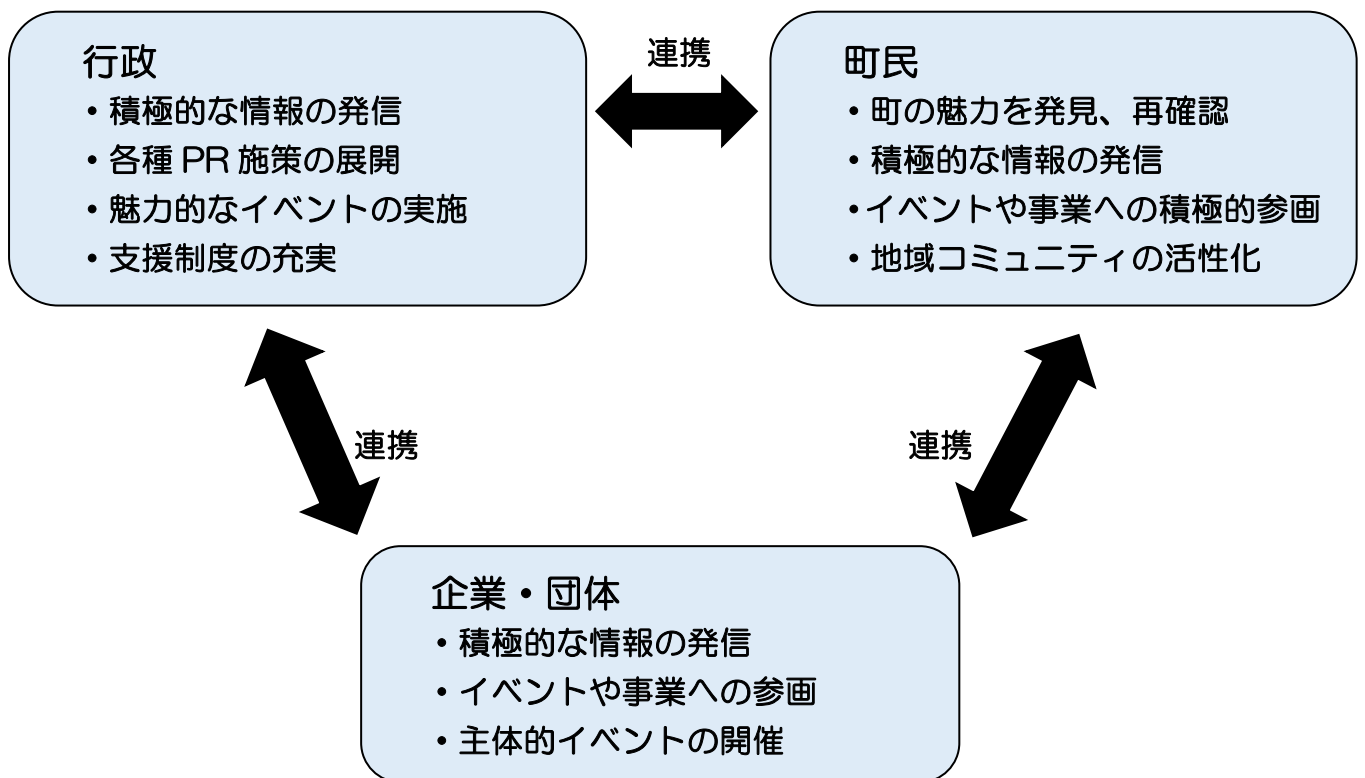 行政
・積極的な情報の発信
・各種 PR 施策の展開
・魅力的なイベントの実施
・支援制度の充実
連携
町民
・町の魅力を発見、再確認
・積極的な情報の発信
・イベントや事業への積極的参画
・地域コミュニティの活性化
連携
連携
企業・団体
・積極的な情報の発信
・イベントや事業への参画
・主体的イベントの開催